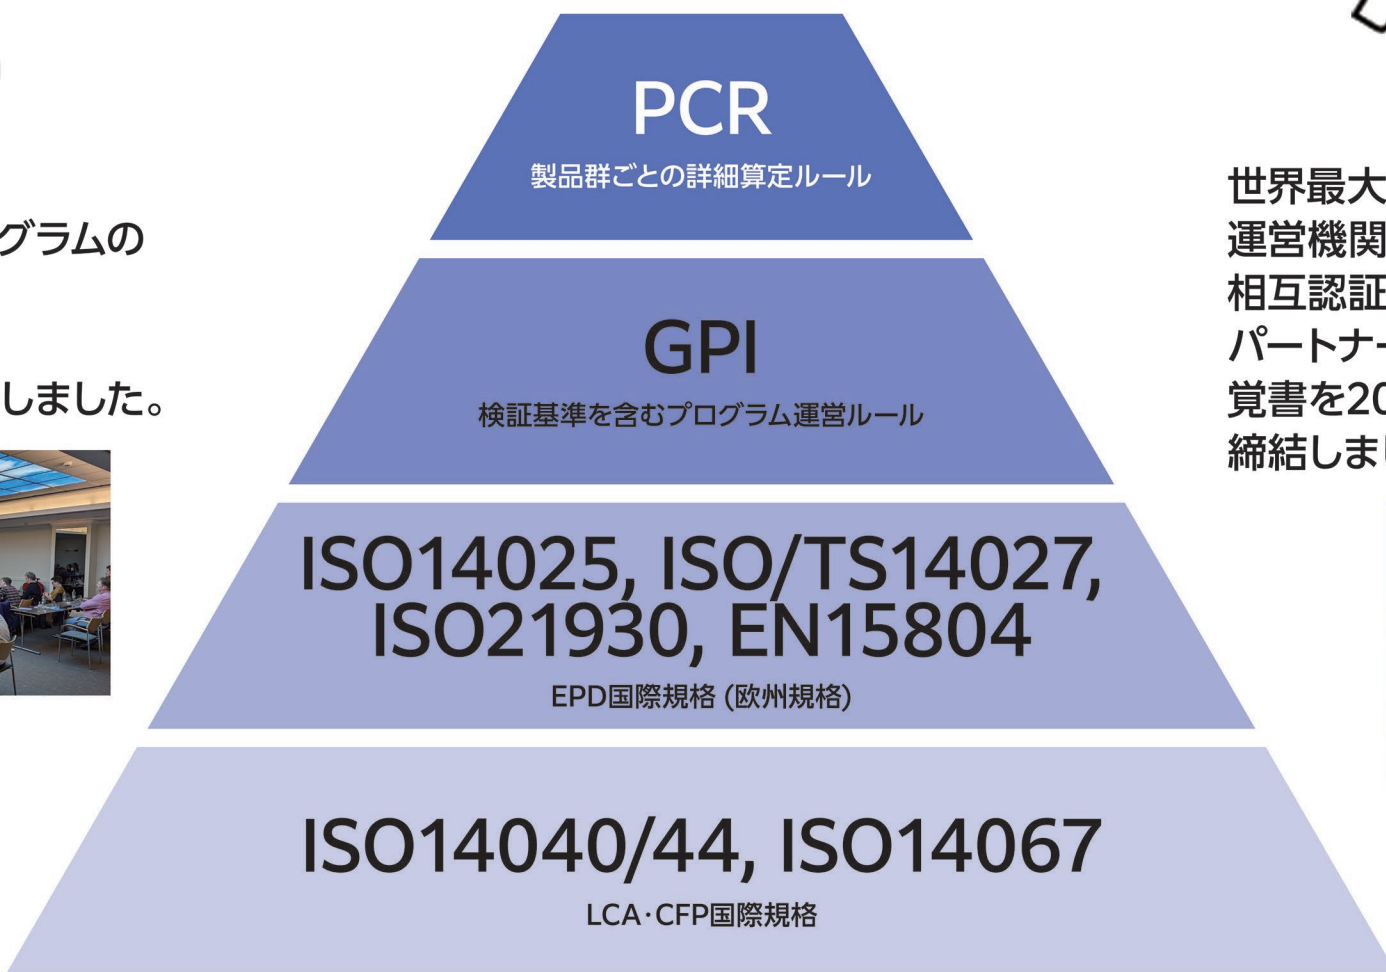 PCR
製品群ごとの詳細算定ルール
GPI
検証基準を含むプログラム運営ルール
ISO14025, ISO/TS14027,
ISO21930, EN15804
EPD国際規格 (欧州規格)
ISO14040/44, ISO14067
LCA・CFP国際規格
グラムの
しました。
世界最大
運営機関
相互認証
パートナー
覚書を20
締結しま